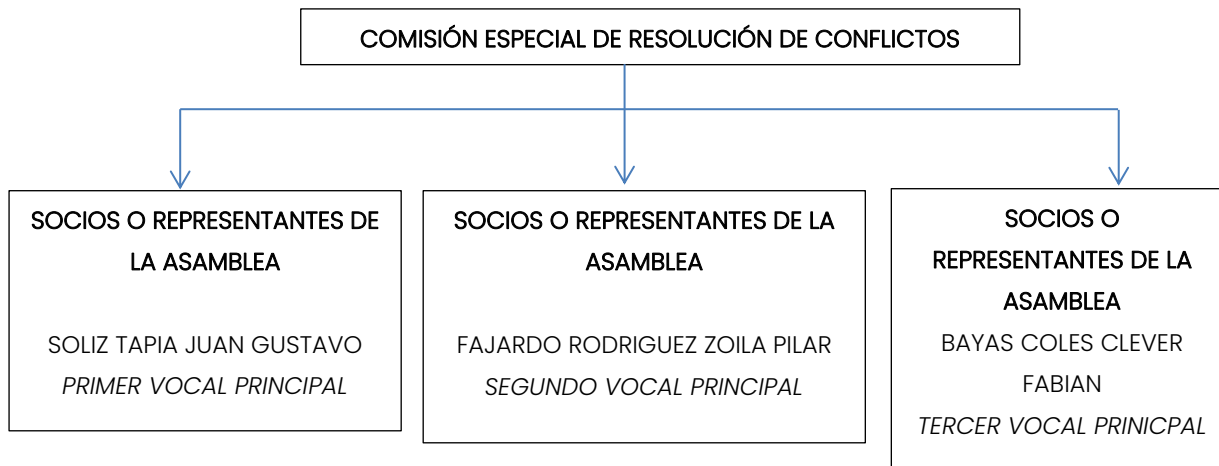 COMISIÓN ESPECIAL DE RESOLUCIÓN DE CONFLICTOS
SOCIOS O REPRESENTANTES DE
LA ASAMBLEA
SOLIZ TAPIA JUAN GUSTAVO
PRIMER VOCAL PRINCIPAL
SOCIOS O REPRESENTANTES DE LA
ASAMBLEA
FAJARDO RODRIGUEZ ZOILA PILAR
SEGUNDO VOCAL PRINCIPAL
SOCIOS O
REPRESENTANTES DE LA
ASAMBLEA
BAYAS COLES CLEVER
FABIAN
TERCER VOCAL PRINICPAL